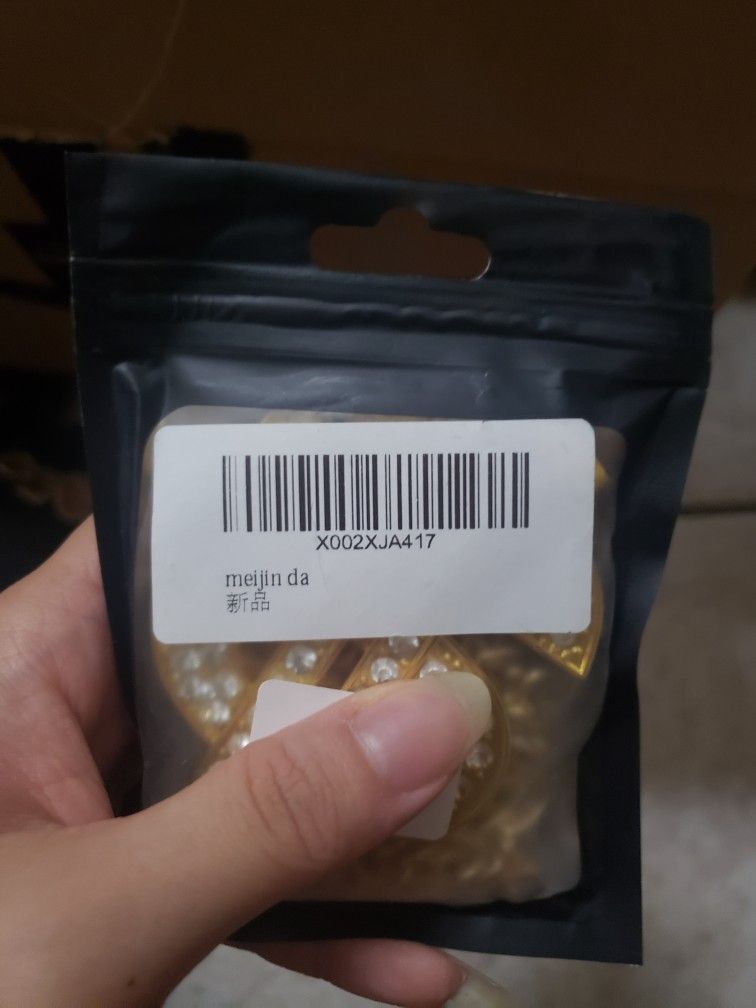 X002XJA417
meijin da
新品